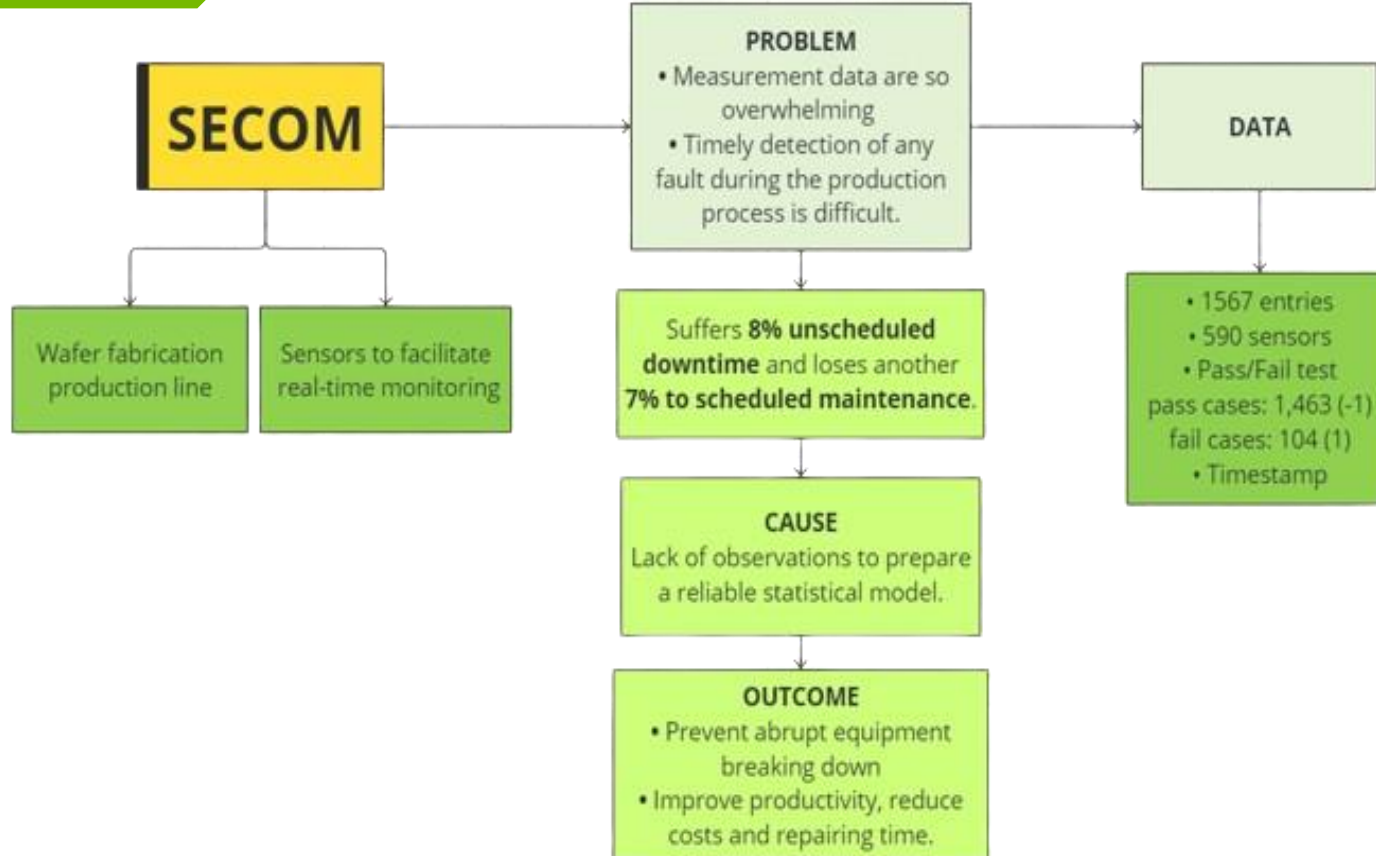 SECOM
Wafer fabrication
production line
Sensors to facilitate
real-time monitoring
PROBLEM
• Measurement data are so
overwhelming
• Timely detection of any
fault during the production
process is difficult.
Suffers 8% unscheduled
downtime and loses another
7% to scheduled maintenance.
CAUSE
Lack of observations to prepare
a reliable statistical model.
OUTCOME
• Prevent abrupt equipment
breaking down
• Improve productivity, reduce
costs and repairing time.
DATA
• 1567 entries
• 590 sensors
• Pass/Fail test
pass cases: 1,463 (-1)
fail cases: 104 (1)
• Timestamp